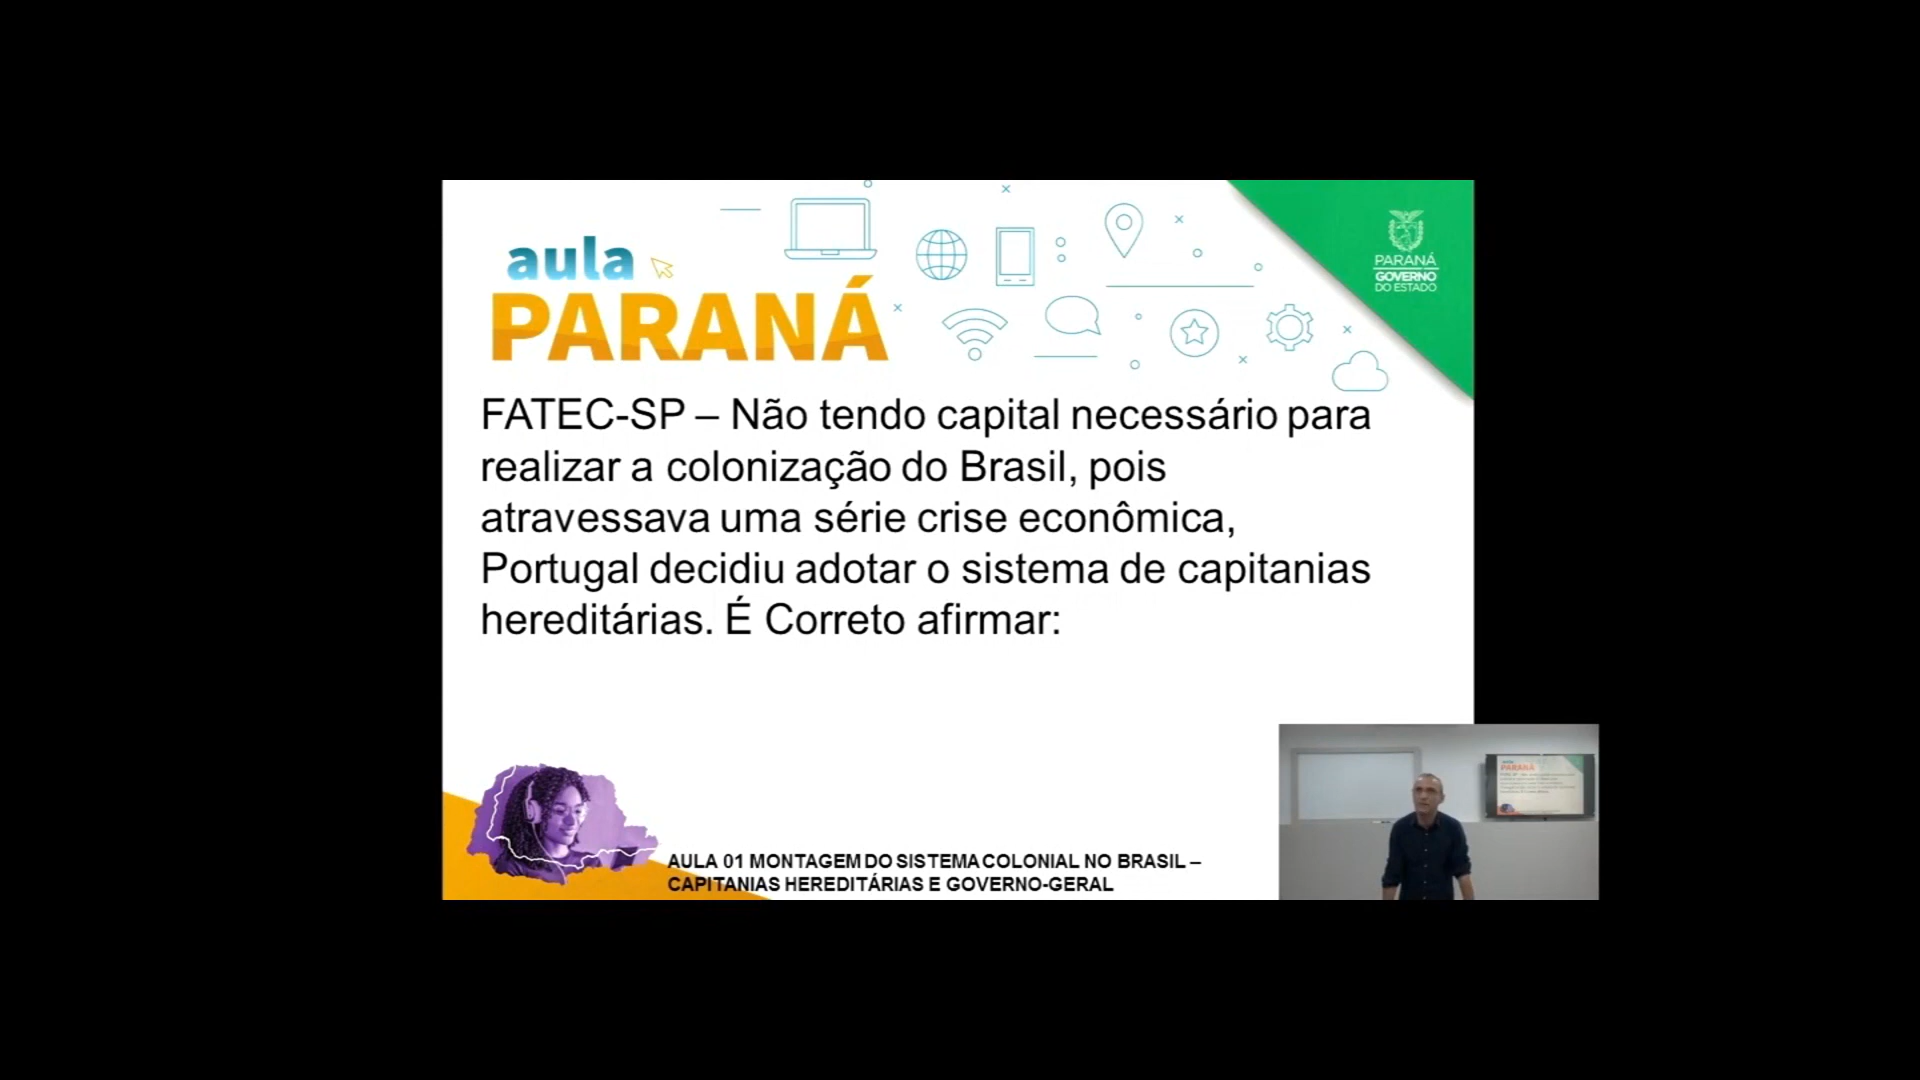 aula
PARANÁ
PARANÁ
GOVERNO
DO ESTADO
FATEC-SP – Não tendo capital necessário para
realizar a colonização do Brasil, pois
atravessava uma série crise econômica,
Portugal decidiu adotar o sistema de capitanias
hereditárias. É Correto afirmar:
AULA 01 MONTAGEM DO SISTEMA COLONIAL NO BRASIL –
CAPITANIAS HEREDITÁRIAS E GOVERNO-GERAL
PARANÁ